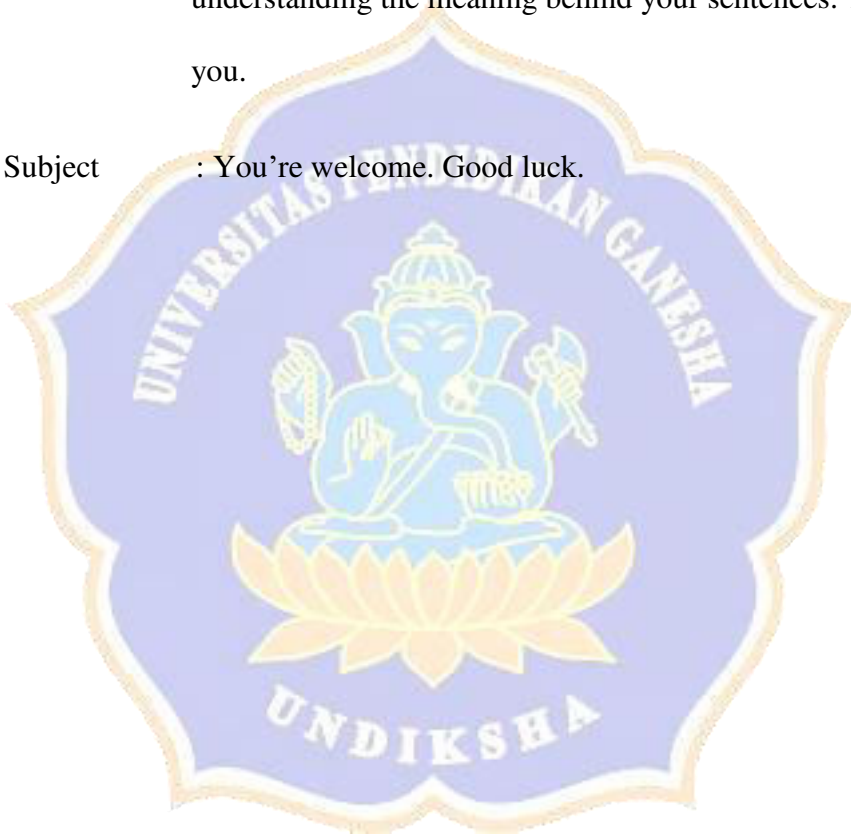 understanding the meaning behind your sentences.
you.
Subject : You’re welcome. Good luck.
UNIVERSITAS PENDIDIKAN GANESHA
UNDIKSHA